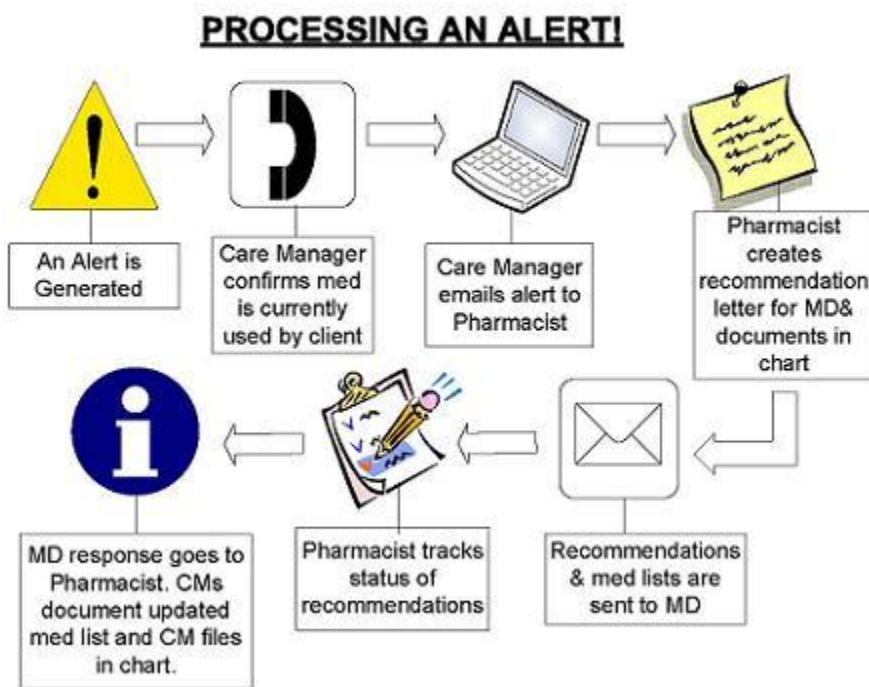 PROCESSING AN ALERT!
An Alert is
Generated
Care Manager
confirms med
is currently
used by client
Care Manager
emails alert to
Pharmacist
Pharmacist
creates
recommendation
letter for MD&
documents in
chart
Recommendations
& med lists are
sent to MD
Pharmacist tracks
status of
recommendations
MD response goes to
Pharmacist. CMs
document updated
med list and CM files
in chart.